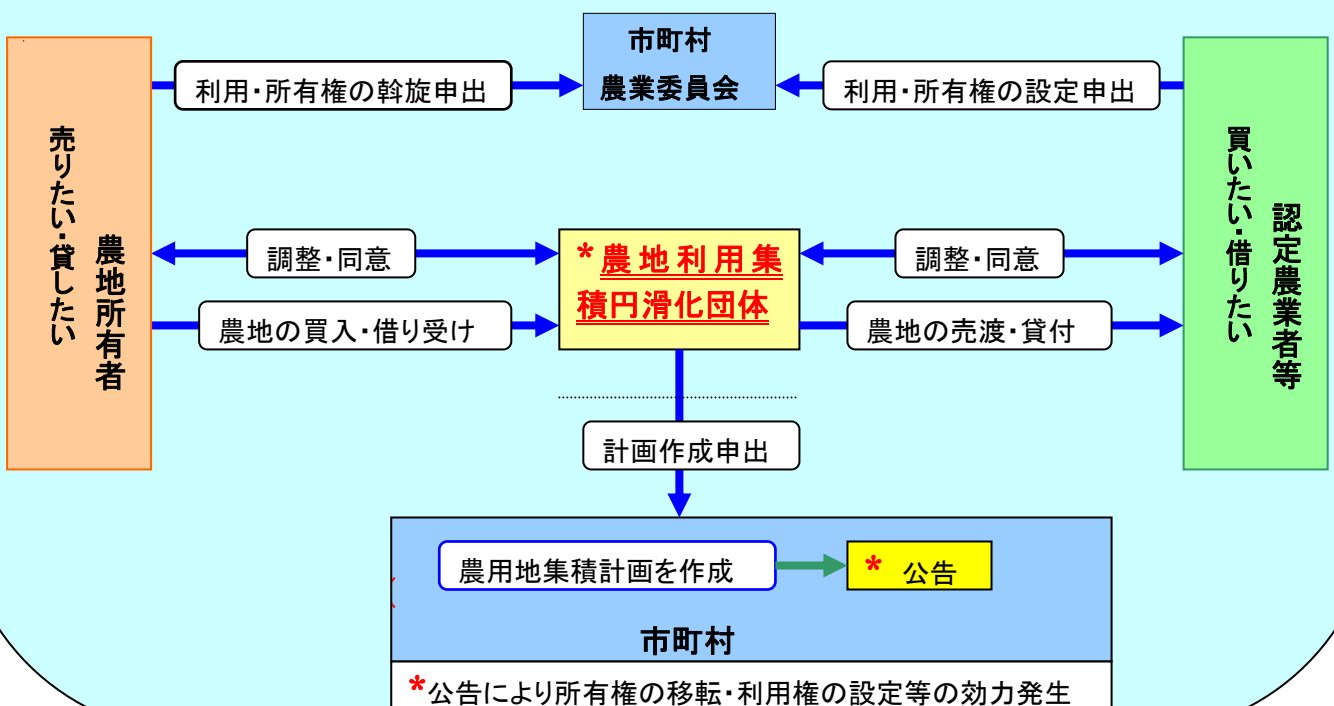 市町村
農業委員会
利用・所有権の斡旋申出
利用・所有権の設定申出
農地所有者
売りたい・貸したい
認定農業者等
買いたい・借りたい
調整・同意
*農地利用集
積円滑化団体
調整・同意
農地の買入・借り受け
農地の売渡・貸付
計画作成申出
農用地集積計画を作成
* 公告
市町村
*公告により所有権の移転・利用権の設定等の効力発生